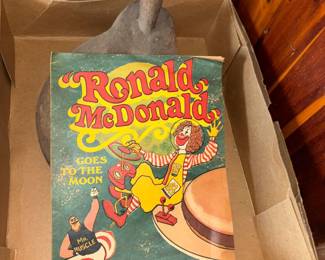 "Ronald
McDonald
GOES
TO THE
MOON
MR.
MUSCLE